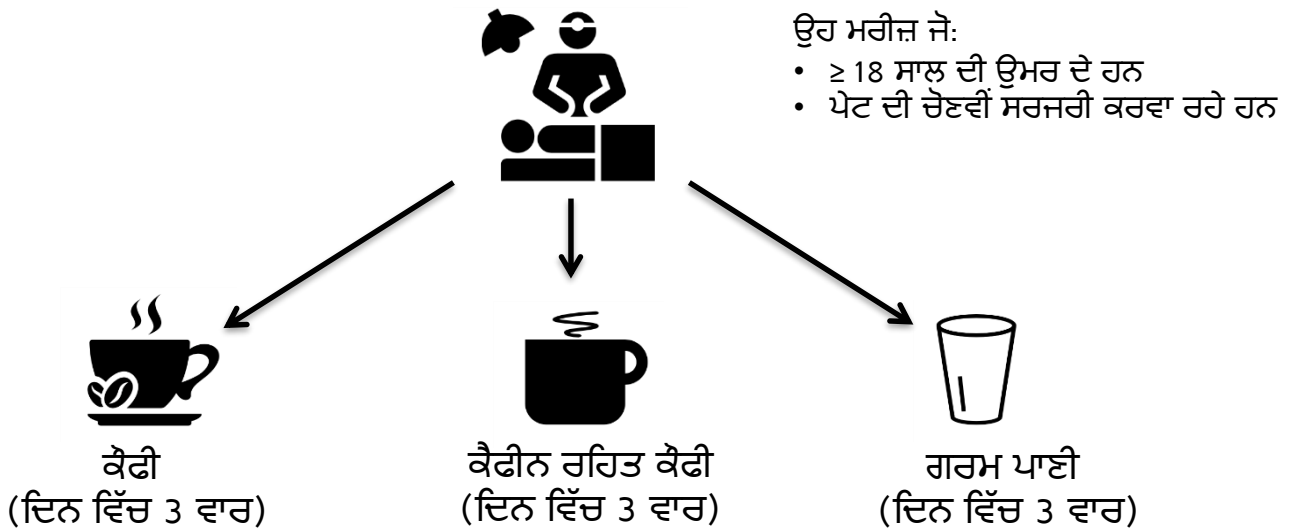 ਉਹ ਮਰੀਜ਼ ਜੋ:
• ≥ 18 ਸਾਲ ਦੀ ਉਮਰ ਦੇ ਹਨ
• ਪੇਟ ਦੀ ਚੋਣਵੀਂ ਸਰਜਰੀ ਕਰਵਾ ਰਹੇ ਹਨ
ਕੌਫੀ
(ਦਿਨ ਵਿੱਚ 3 ਵਾਰ)
ਕੈਫੀਨ ਰਹਿਤ ਕੌਫੀ
(ਦਿਨ ਵਿੱਚ 3 ਵਾਰ)
ਗਰਮ ਪਾਣੀ
(ਦਿਨ ਵਿੱਚ 3 ਵਾਰ)